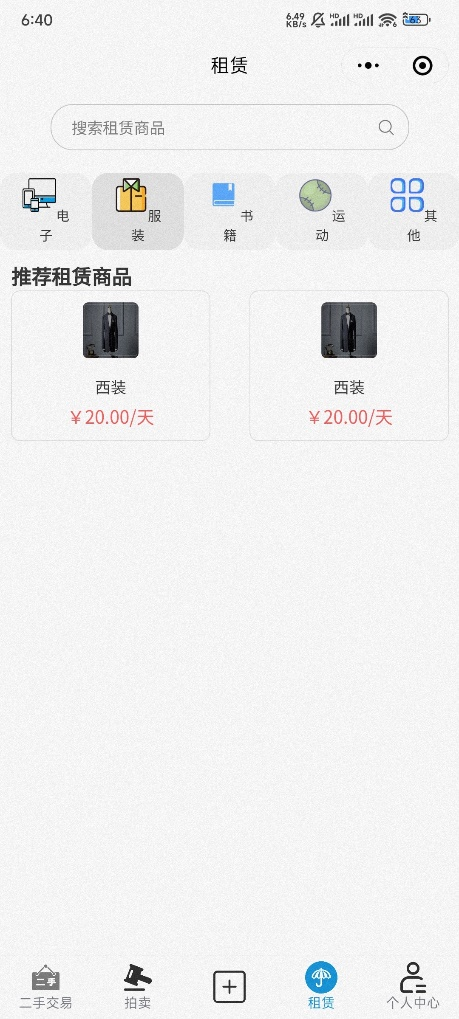 6:40
6.49
KB/s
HD
HD
6
63
租赁
搜索租赁商品
电
子
服
装
书
籍
运
动
其
他
推荐租赁商品
西装
￥20.00/天
西装
￥20.00/天
二手
二手交易
拍卖
租赁
个人中心